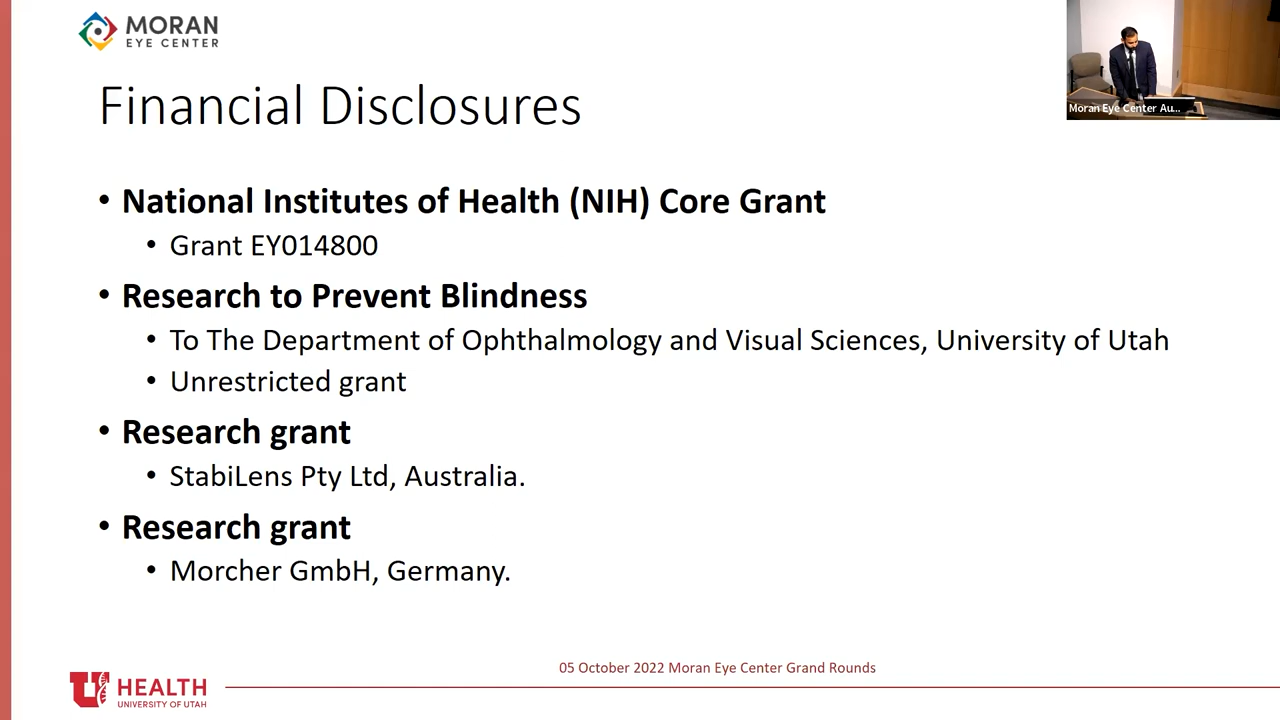 MORAN
EYE CENTER
Moran Eye Center Au...
Financial Disclosures
• National Institutes of Health (NIH) Core Grant
• Grant EY014800
• Research to Prevent Blindness
• To The Department of Ophthalmology and Visual Sciences, University of Utah
• Unrestricted grant
• Research grant
• StabiLens Pty Ltd, Australia.
• Research grant
• Morcher GmbH, Germany.
05 October 2022 Moran Eye Center Grand Rounds
U HEALTH
UNIVERSITY OF UTAH